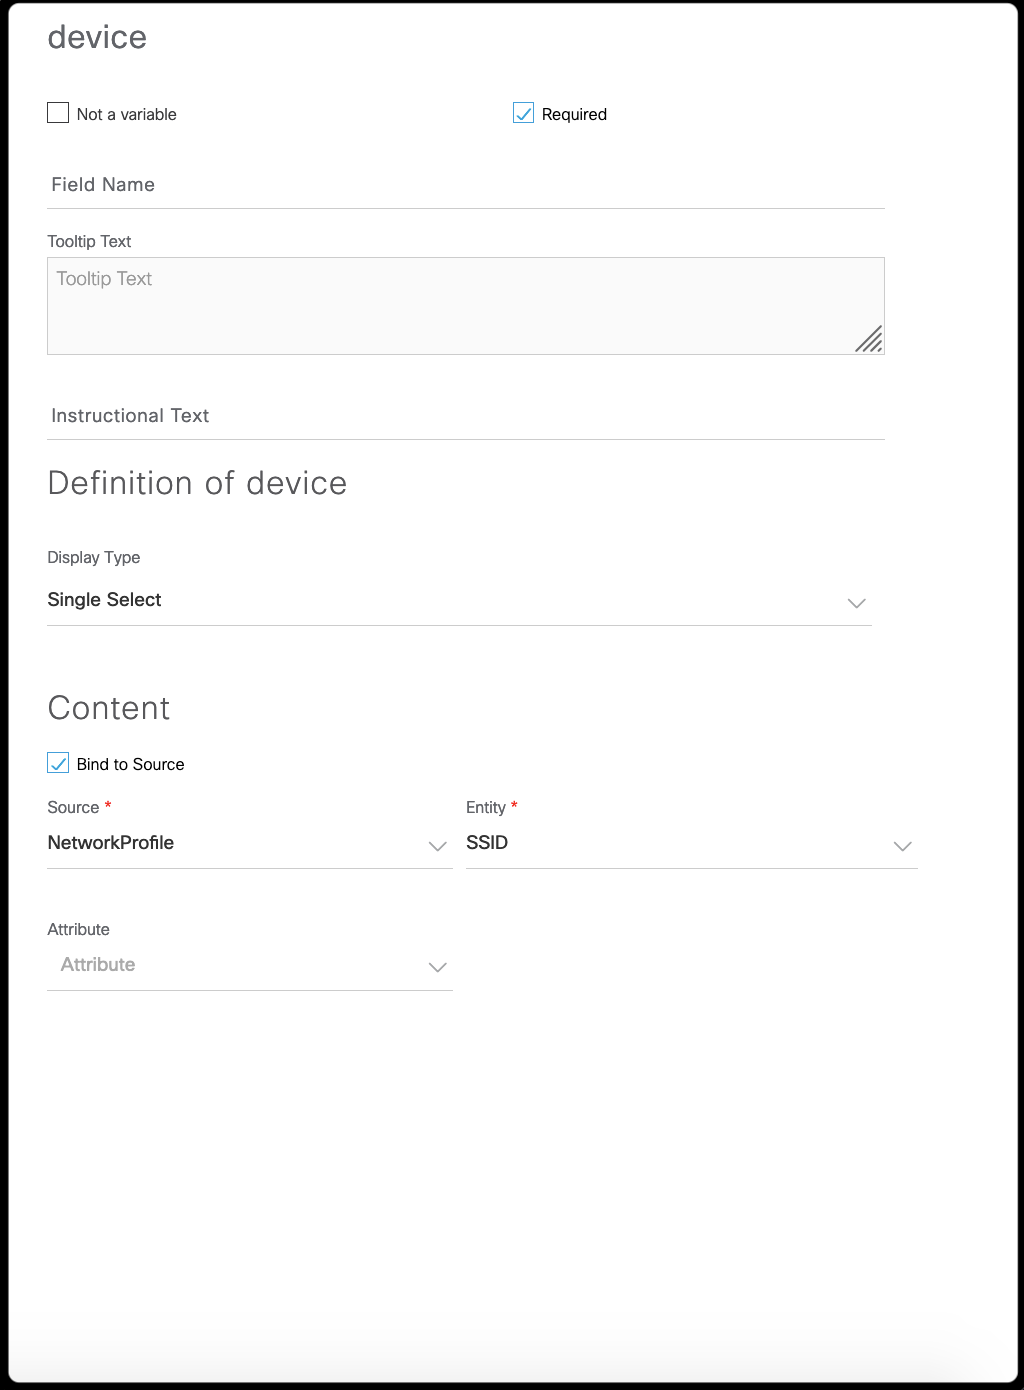 device
Not a variable
Required
Field Name
Tooltip Text
Tooltip Text
Instructional Text
Definition of device
Display Type
Single Select
Content
Bind to Source
Source *
Entity *
NetworkProfile
SSID
Attribute
Attribute